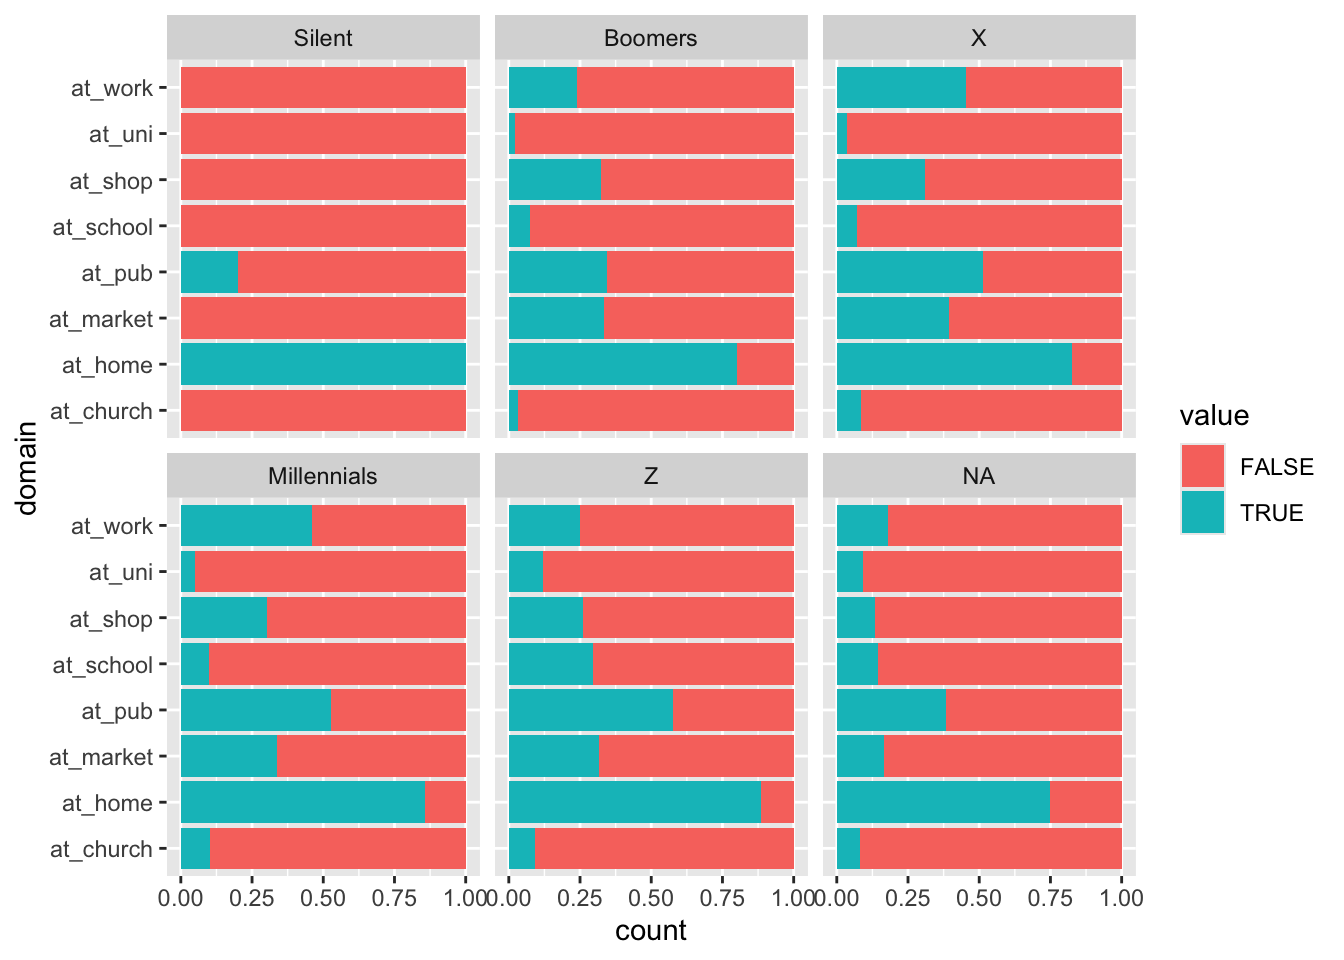 Silent Boomers X
at_work
at_uni
at_shop
at_school
at_pub
at_market
at_home
at_church
domain
value
FALSE
TRUE
Millennials Z NA
at_work
at_uni
at_shop
at_school
at_pub
at_market
at_home
at_church
0.00 0.25 0.50 0.75 1.00 0.00 0.25 0.50 0.75 1.00 0.00 0.25 0.50 0.75 1.00
count